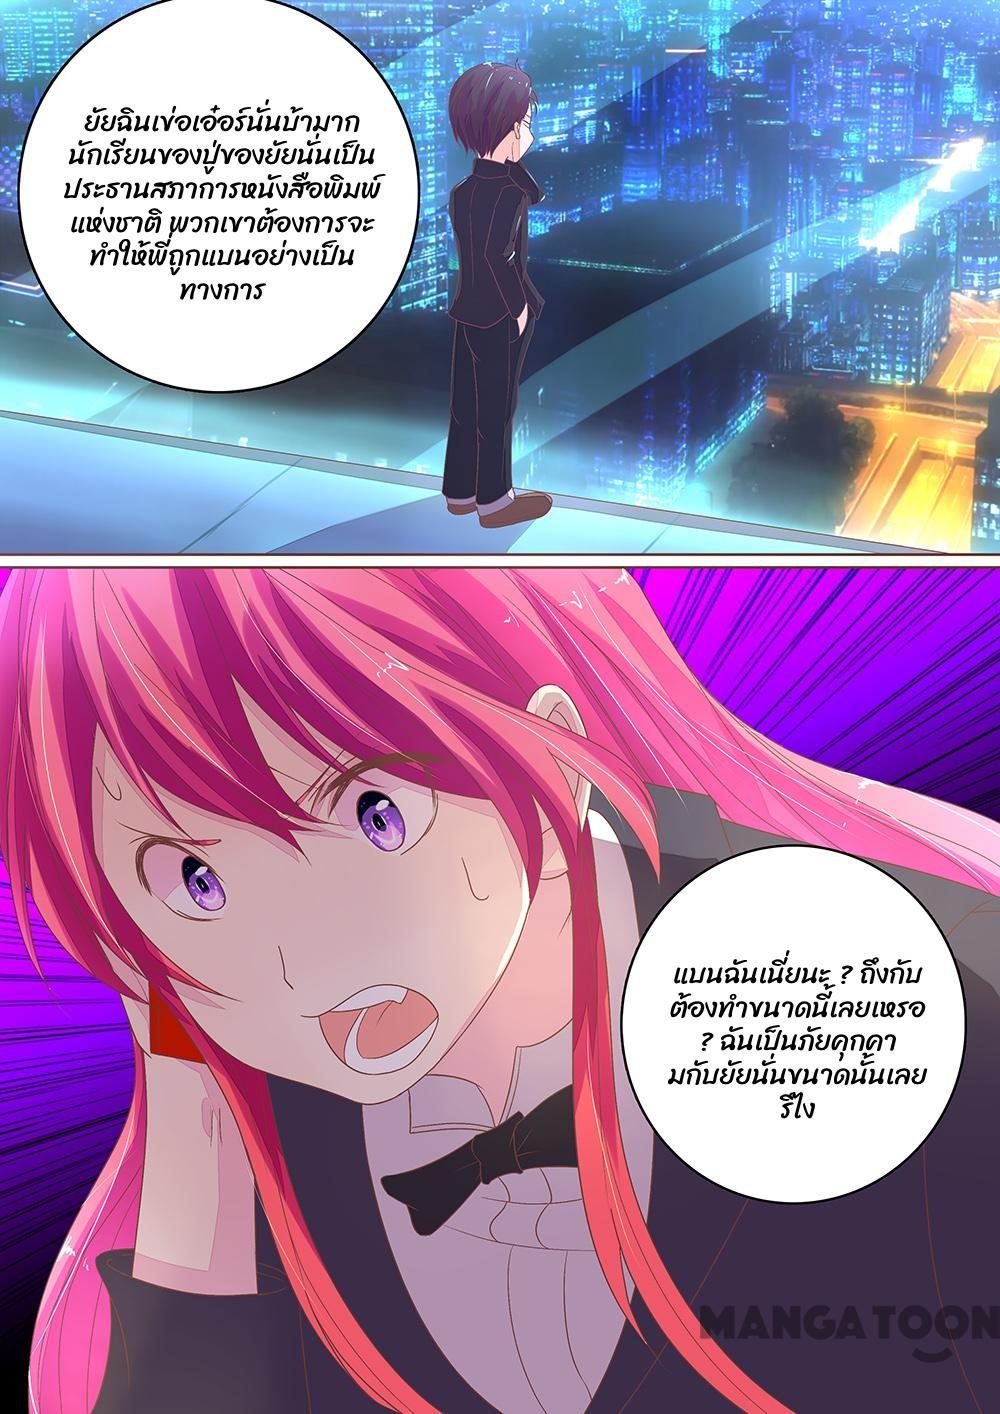 ยัยฉินเข่อเอ๋อร์นั่นบ้ามาก
นักเรียนของปู่ของยัยนั่นเป็น
ประธานสภาการหนังสือพิมพ์
แห่งชาติ พวกเขาต้องการจะ
ทำให้พี่ถูกแบนอย่างเป็น
ทางการ
แบนฉันเนี่ยนะ ? ถึงกับ
ต้องทำขนาดนี้เลยเหรอ
? ฉันเป็นภัยคุกคา
มกับยัยนั่นขนาดนั้นเลย
รึไง
MANGA TOON